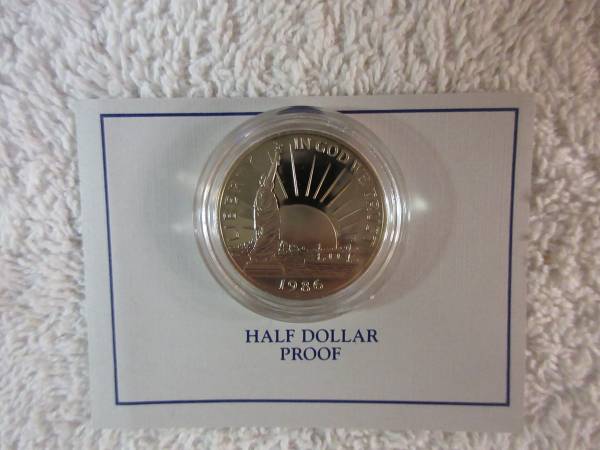 LIBERTY
IN GOD WE TRUST
1986
HALF DOLLAR
PROOF